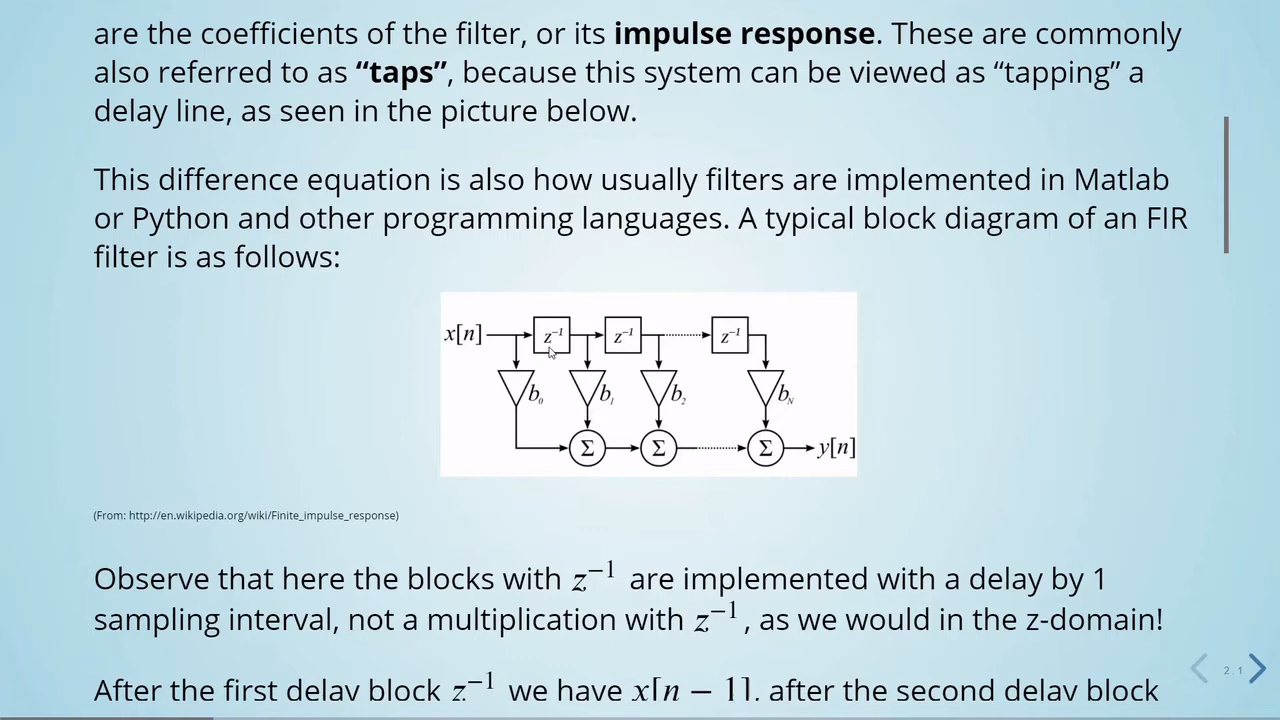 are the coefficients of the filter, or its impulse response. These are commonly
also referred to as “taps”, because this system can be viewed as “tapping” a
delay line, as seen in the picture below.
This difference equation is also how usually filters are implemented in Matlab
or Python and other programming languages. A typical block diagram of an FIR
filter is as follows:
x[n] z⁻¹ z⁻¹ z⁻¹
b₀ b₁ b₂ b_N
Σ Σ Σ y[n]
(From: http://en.wikipedia.org/wiki/Finite_impulse_response)
Observe that here the blocks with z⁻¹ are implemented with a delay by 1
sampling interval, not a multiplication with z⁻¹, as we would in the z-domain!
After the first delay block z⁻¹ we have x[n − 1], after the second delay block
2.1